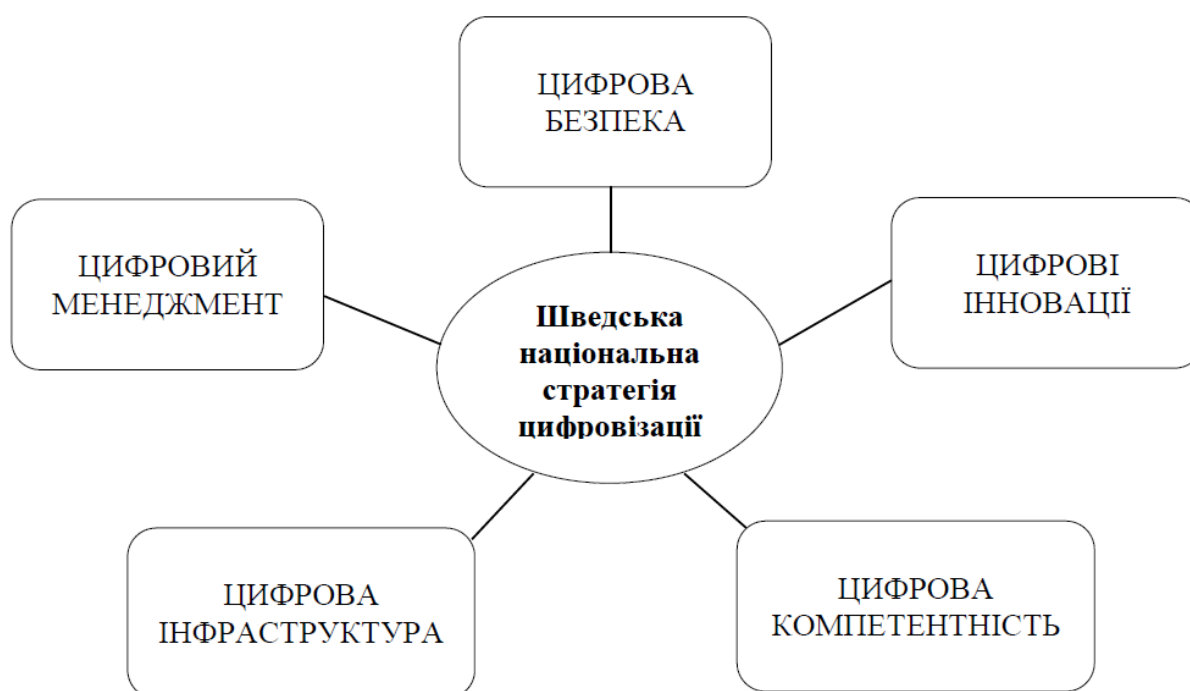 ЦИФРОВА
БЕЗПЕКА
ЦИФРОВИЙ
МЕНЕДЖМЕНТ
ЦИФРОВІ
ІННОВАЦІЇ
Шведська
національна
стратегія
цифровізації
ЦИФРОВА
ІНФРАСТРУКТУРА
ЦИФРОВА
КОМПЕТЕНТНІСТЬ